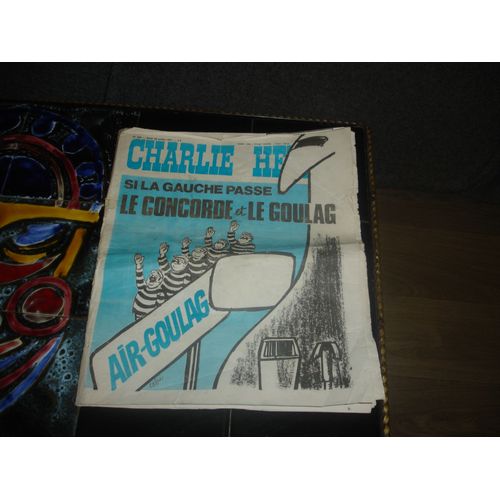 CHARLIE HE
SI LA GAUCHE PASSE
LE CONCORDE et LE GOULAG
AIR-GOULAG